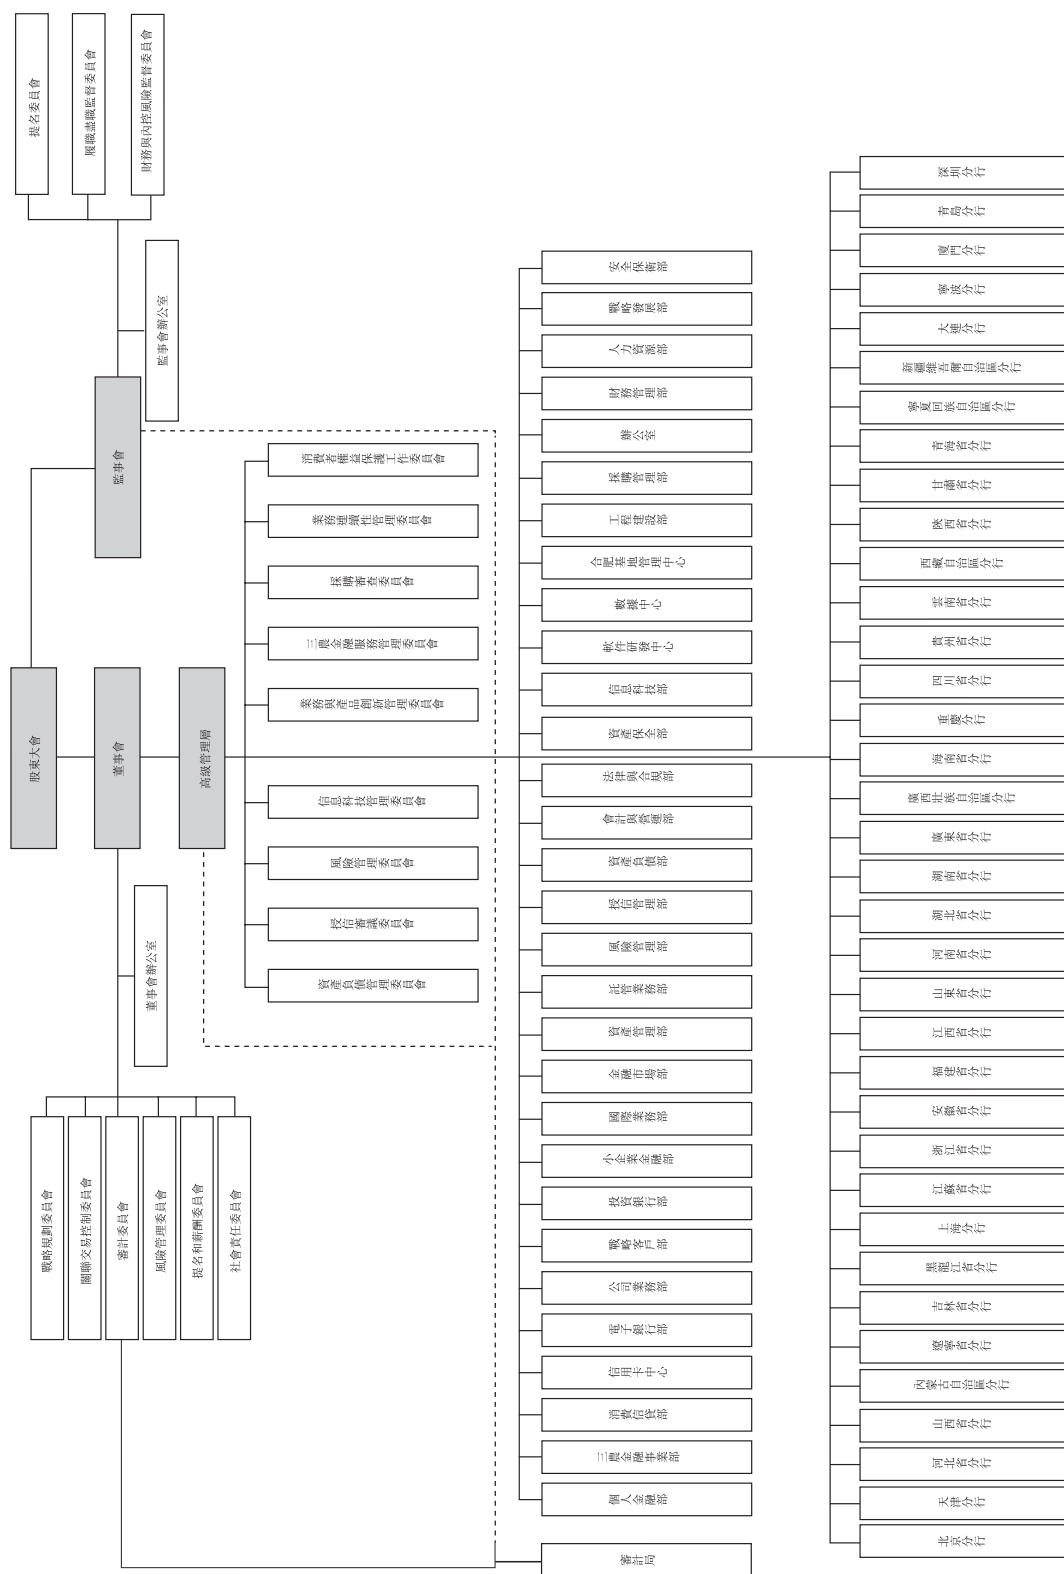 股東大會
董事會
監事會
高級管理層
董事會辦公室
監事會辦公室
戰略規劃委員會
關聯交易控制委員會
審計委員會
風險管理委員會
提名和薪酬委員會
社會責任委員會
提名委員會
履職盡職監督委員會
財務與內控風險監督委員會
資產負債管理委員會
授信審議委員會
風險管理委員會
信息科技管理委員會
業務與產品創新管理委員會
三農金融服務管理委員會
採購審查委員會
業務連續性管理委員會
消費者權益保護工作委員會
審計局
個人金融部
三農金融事業部
消費信貸部
信用卡中心
電子銀行部
公司業務部
戰略客戶部
投資銀行部
小企業金融部
國際業務部
金融市場部
資產管理部
託管業務部
風險管理部
授信管理部
資產負債部
會計與營運部
法律與合規部
資產保全部
信息科技部
軟件研發中心
數據中心
合肥基地管理中心
工程建設部
採購管理部
辦公室
財務管理部
人力資源部
戰略發展部
安全保衛部
北京分行
天津分行
河北省分行
山西省分行
內蒙古自治區分行
遼寧省分行
吉林省分行
黑龍江省分行
上海分行
江蘇省分行
浙江省分行
安徽省分行
福建省分行
江西省分行
山東省分行
河南省分行
湖北省分行
湖南省分行
廣東省分行
廣西壯族自治區分行
海南省分行
重慶分行
四川省分行
貴州省分行
雲南省分行
西藏自治區分行
陝西省分行
甘肅省分行
青海省分行
寧夏回族自治區分行
新疆維吾爾自治區分行
大連分行
寧波分行
廈門分行
青島分行
深圳分行